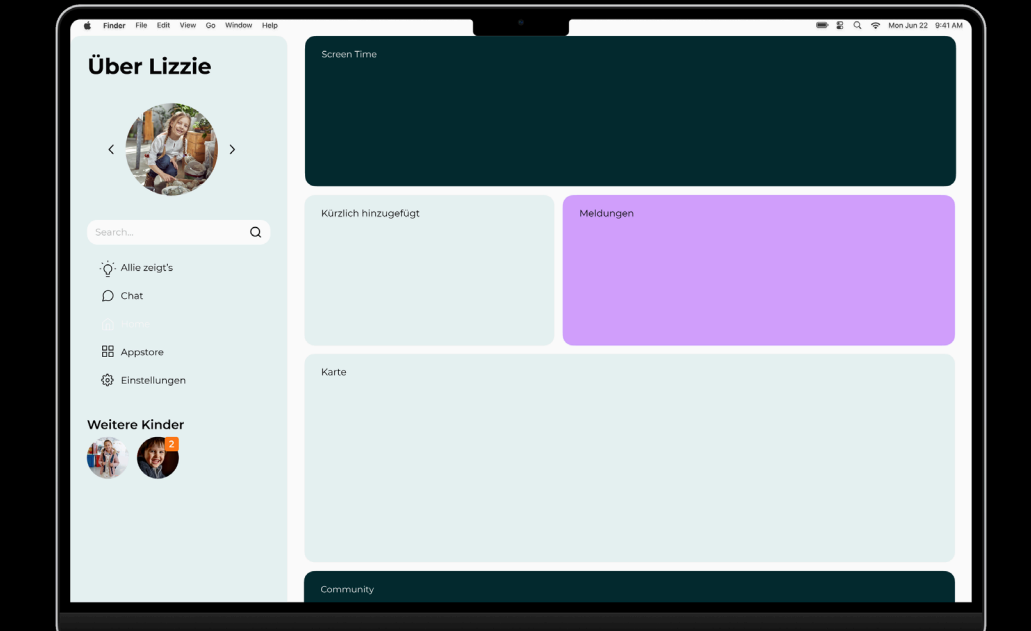 Finder File Edit View Go Window Help
Mon Jun 22 9:41 AM
Über Lizzie
Search...
Allie zeigt's
Chat
Home
Appstore
Einstellungen
Weitere Kinder
2
Screen Time
Kürzlich hinzugefügt
Meldungen
Karte
Community